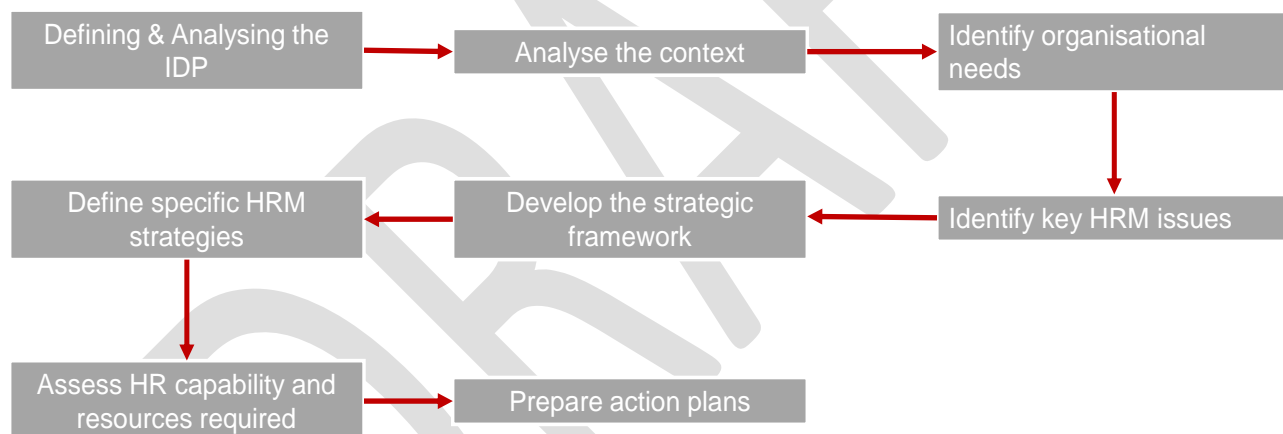 Defining & Analysing the
IDP
Analyse the context
Identify organisational
needs
Identify key HRM issues
Develop the strategic
framework
Define specific HRM
strategies
Assess HR capability and
resources required
Prepare action plans
DRAFT